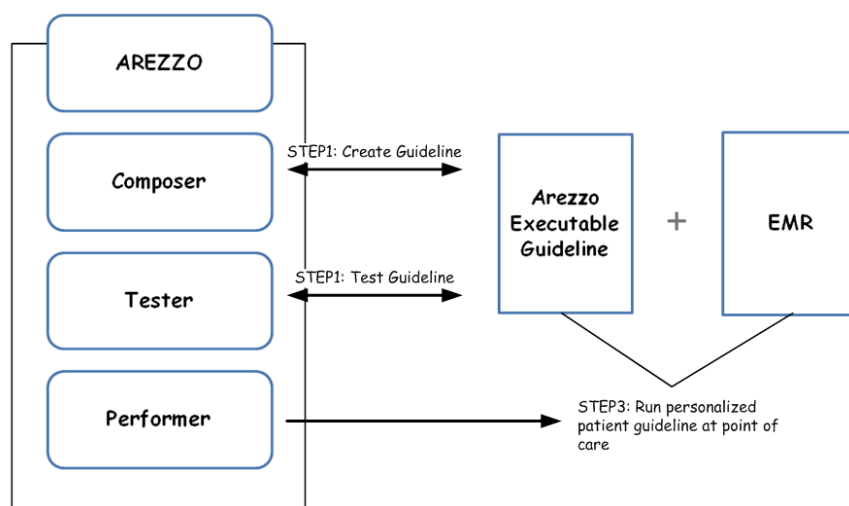 AREZZO
STEP1: Create Guideline
Composer
Arezzo
Executable
Guideline
+
EMR
STEP1: Test Guideline
Tester
Performer
STEP3: Run personalized
patient guideline at point of
care